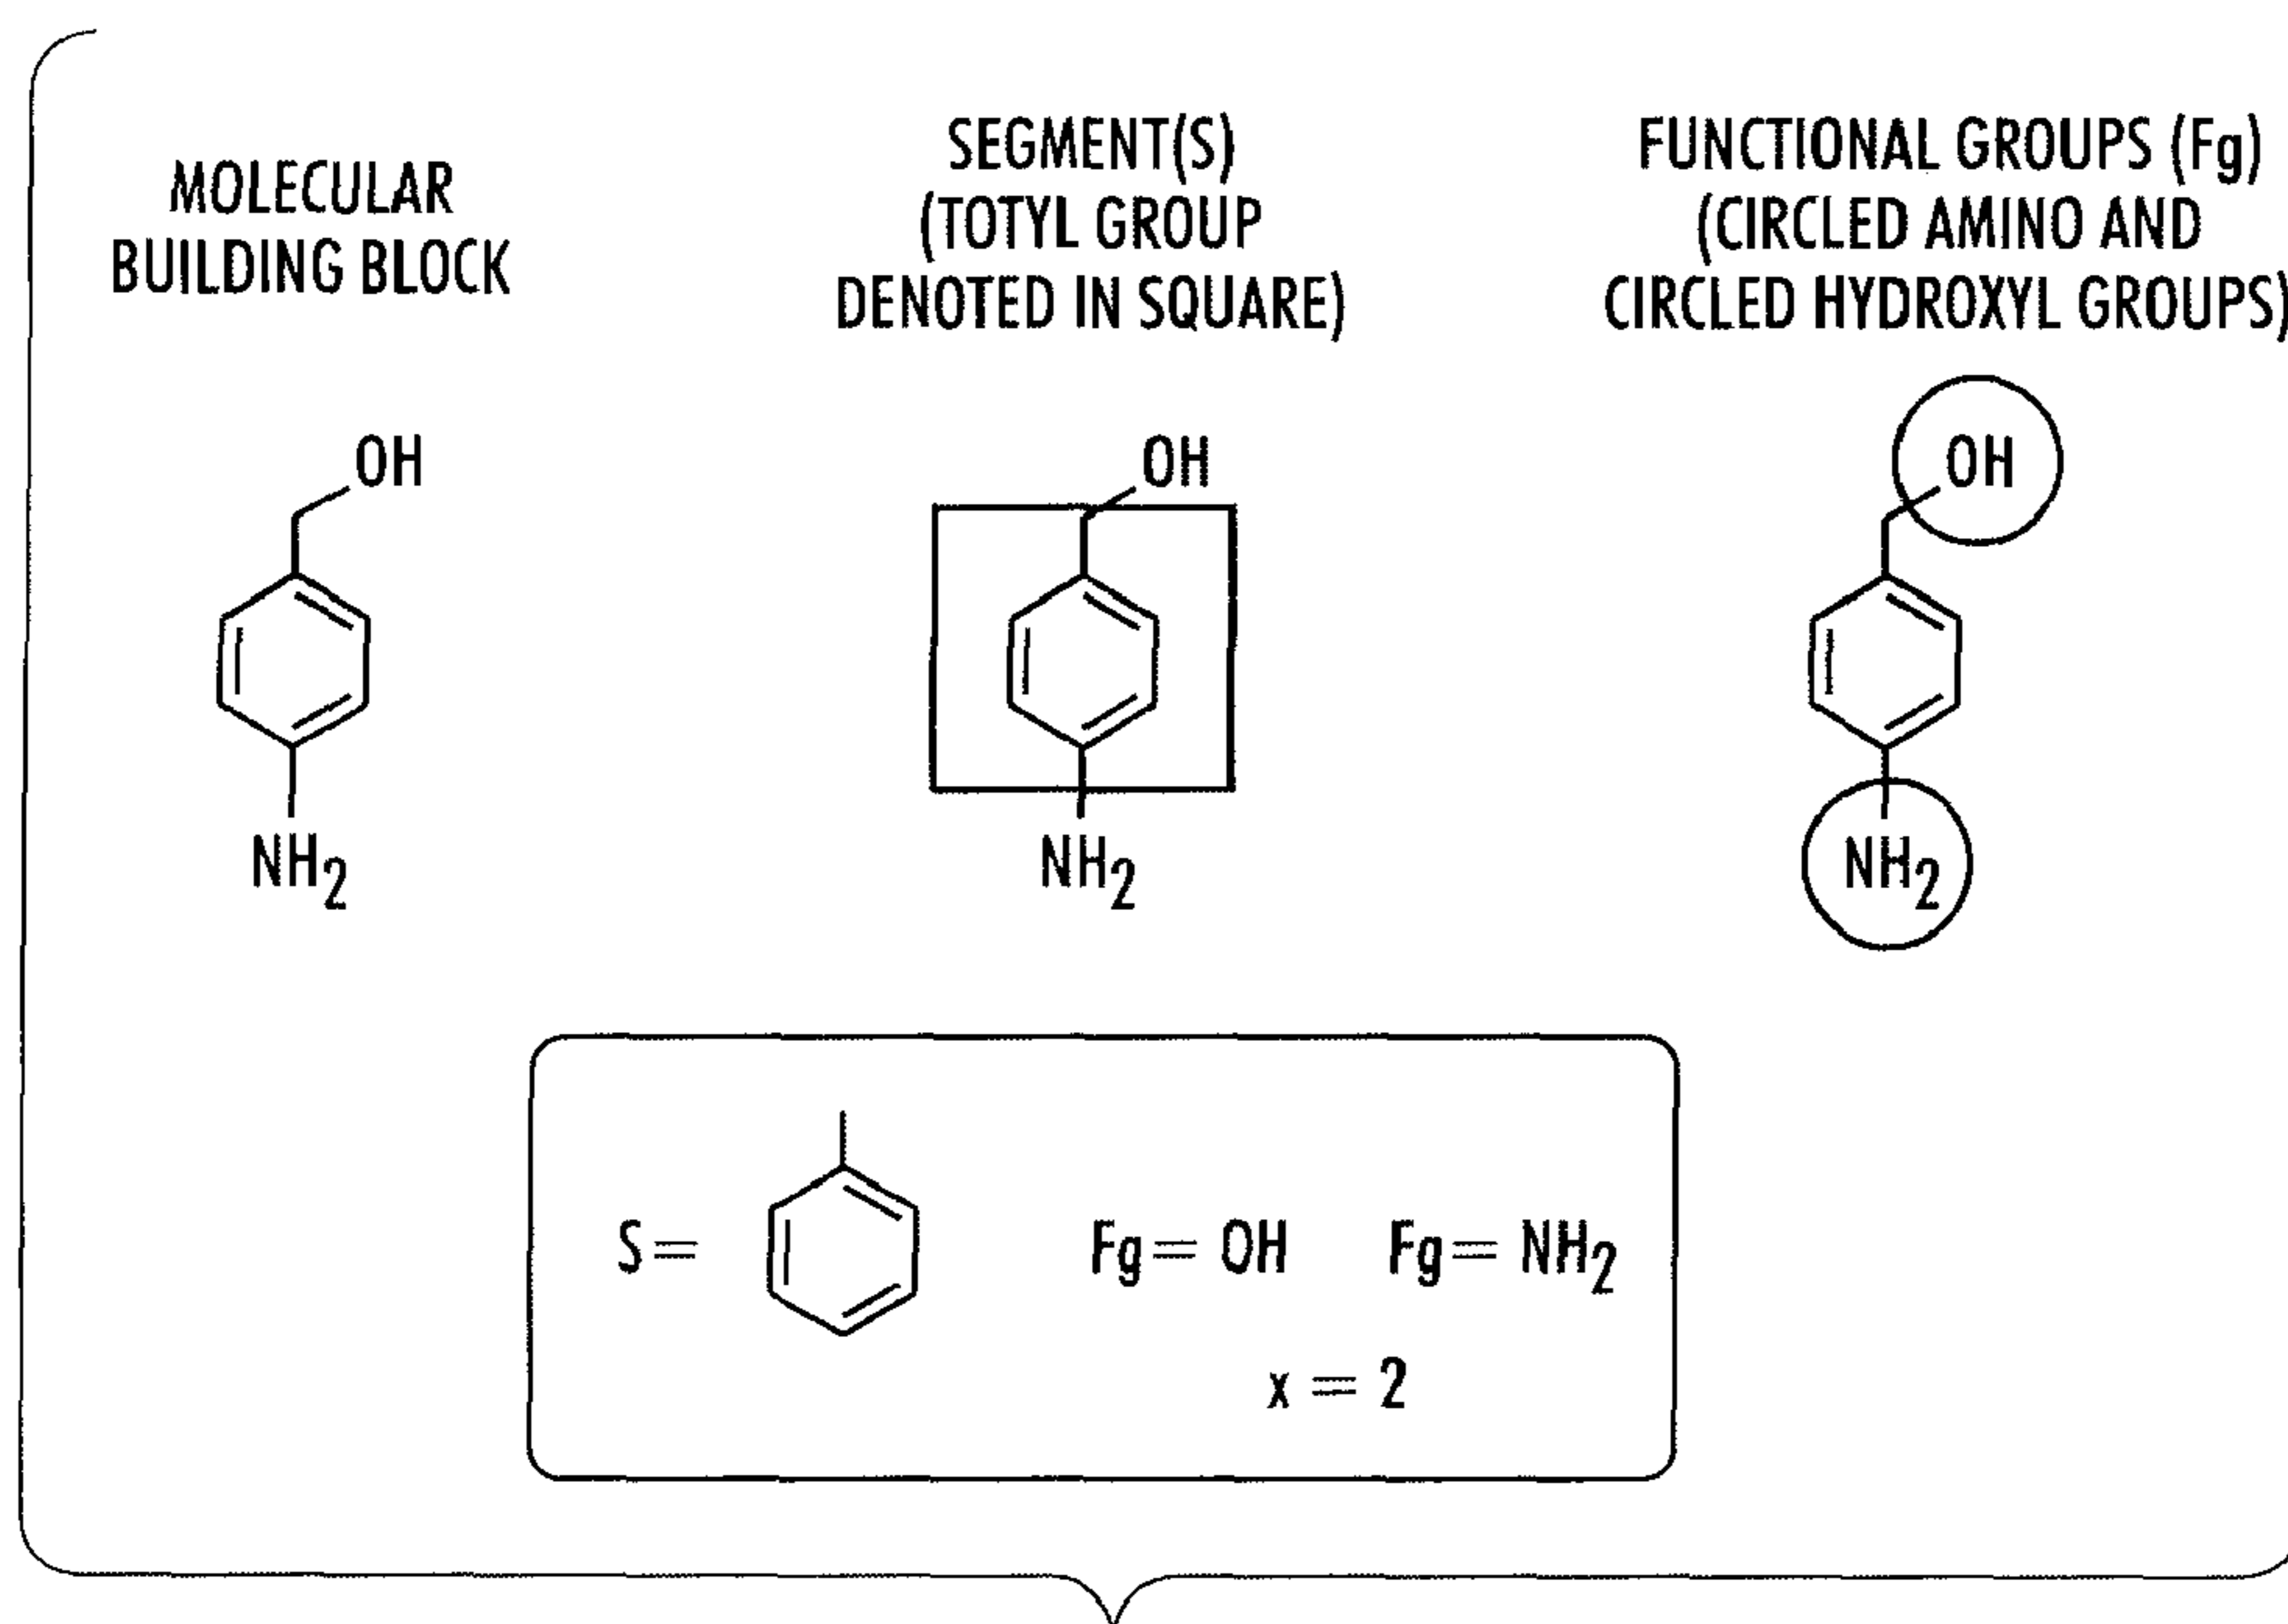 MOLECULAR
BUILDING BLOCK
SEGMENT(S)
(TOTYL GROUP
DENOTED IN SQUARE)
FUNCTIONAL GROUPS (Fg)
(CIRCLED AMINO AND
CIRCLED HYDROXYL GROUPS)
OH
NH2
OH
NH2
OH
NH2
S=
Fg= OH
Fg= NH2
x = 2